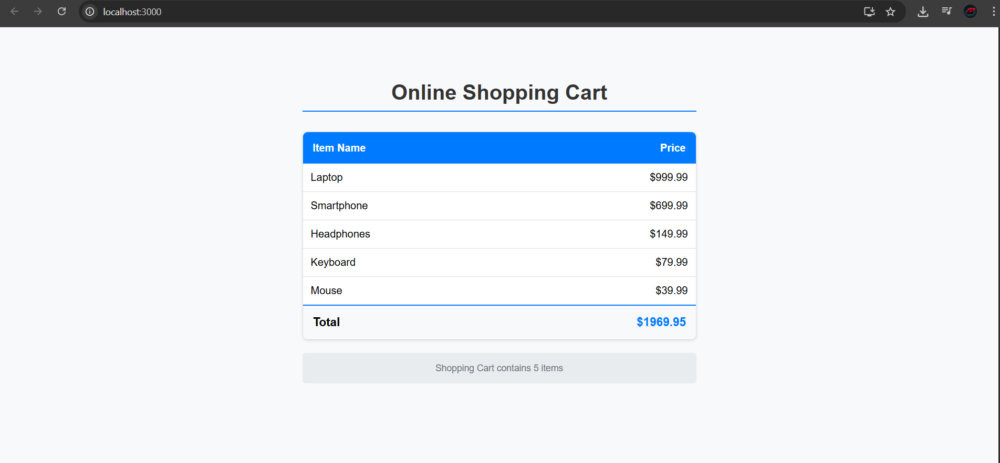 localhost:3000
Online Shopping Cart
Item Name Price
Laptop $999.99
Smartphone $699.99
Headphones $149.99
Keyboard $79.99
Mouse $39.99
Total $1969.95
Shopping Cart contains 5 items